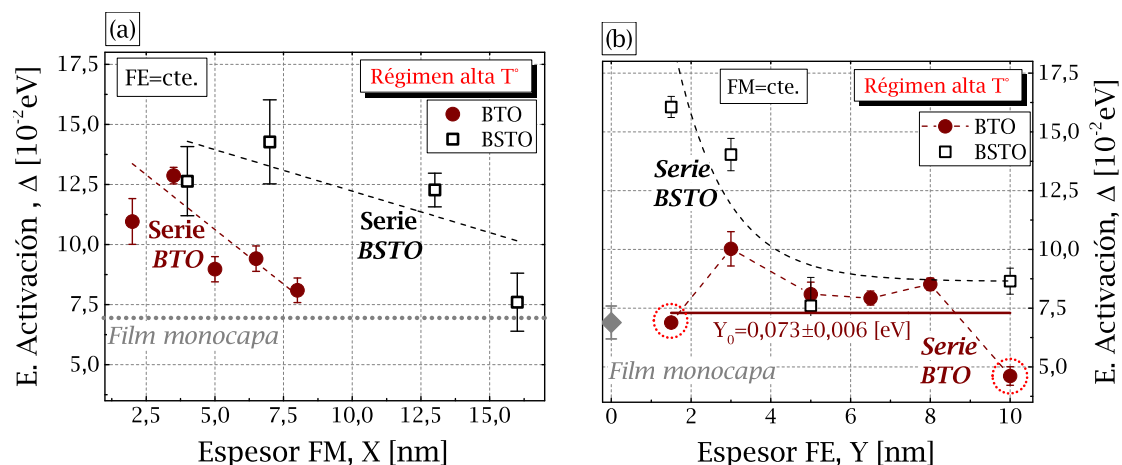 (a)
FE=cte.
Régimen alta T°
BTO
BSTO
Serie
BTO
Serie
BSTO
Film monocapa
17,5
15,0
12,5
10,0
7,5
5,0
2,5 5,0 7,5 10,0 12,5 15,0
E. Activación , Δ [10⁻²eV]
Espesor FM, X [nm]
(b)
FM=cte.
Régimen alta T°
BTO
BSTO
Serie
BSTO
Y₀=0,073±0,006 [eV]
Serie
BTO
Film monocapa
17,5
15,0
12,5
10,0
7,5
5,0
0 2 4 6 8 10
E. Activación, Δ [10⁻²eV]
Espesor FE, Y [nm]